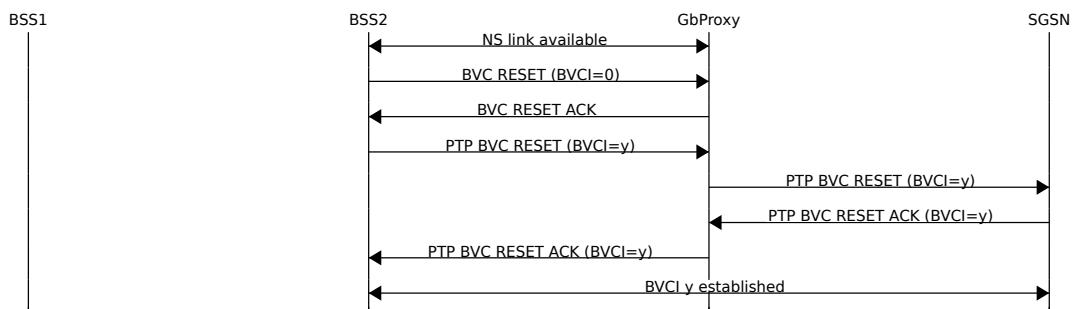 BSS1 BSS2 GbProxy SGSN
NS link available
BVC RESET (BVCI=0)
BVC RESET ACK
PTP BVC RESET (BVCI=y)
PTP BVC RESET (BVCI=y)
PTP BVC RESET ACK (BVCI=y)
PTP BVC RESET ACK (BVCI=y)
BVCI y established